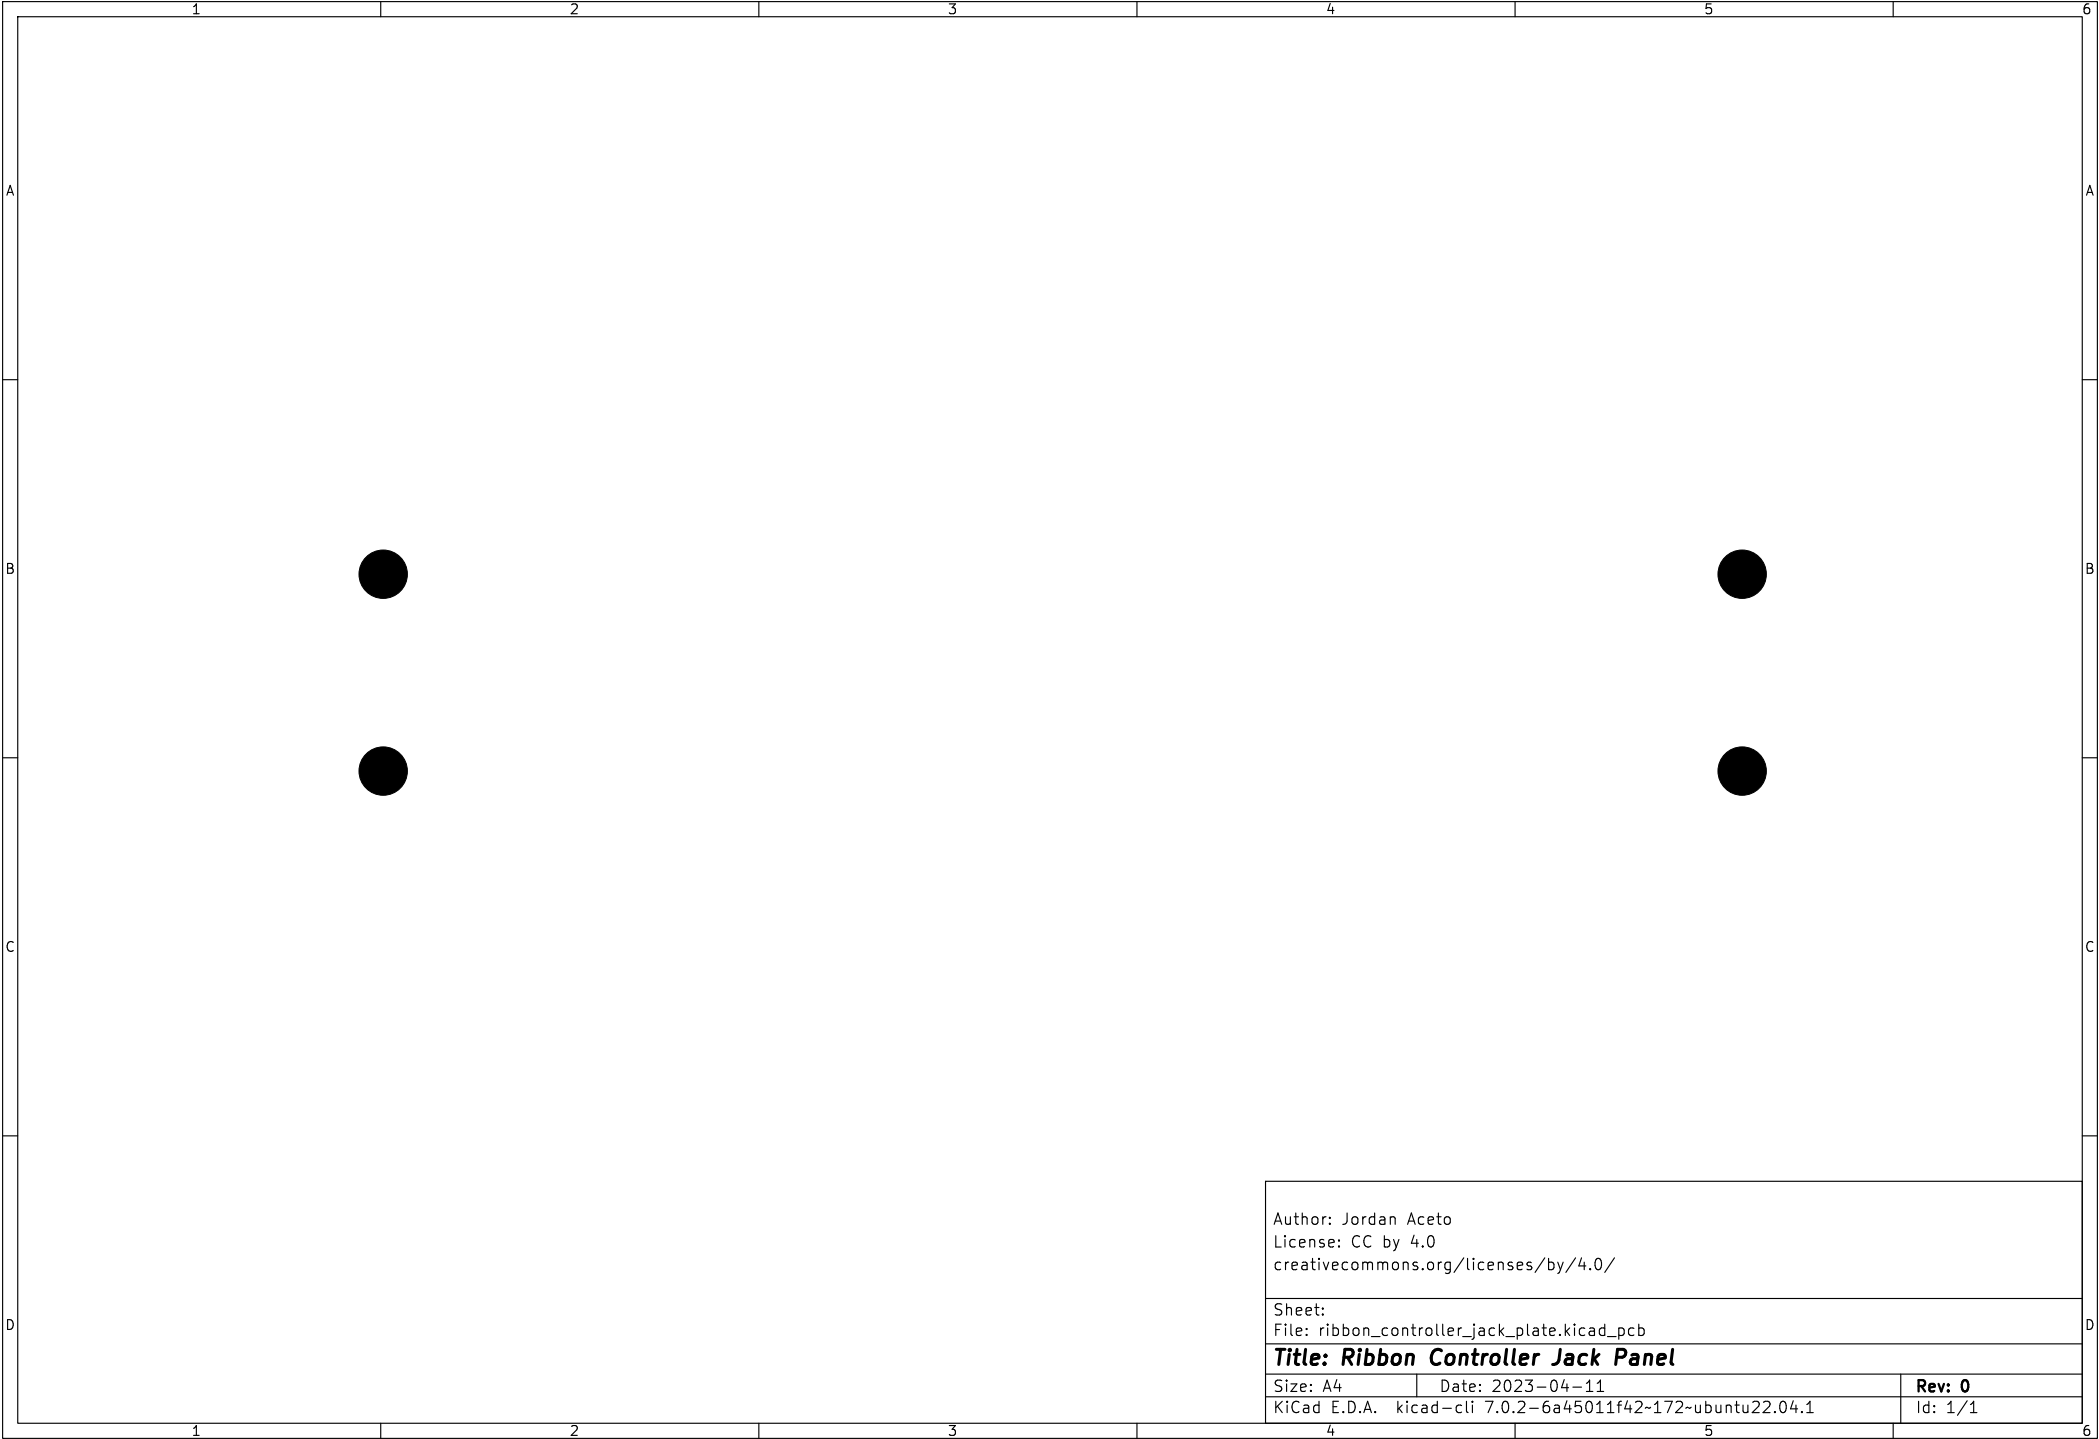 1 2 3 4 5 6
A A
B B
C C
Author: Jordan Aceto
License: CC by 4.0
creativecommons.org/licenses/by/4.0/
Sheet:
D D
File: ribbon_controller_jack_plate.kicad_pcb
Title: Ribbon Controller Jack Panel
Size: A4 Date: 2023-04-11 Rev: 0
KiCad E.D.A. kicad-cli 7.0.2-6a45011f42~172~ubuntu22.04.1 Id: 1/1
1 2 3 4 5 6